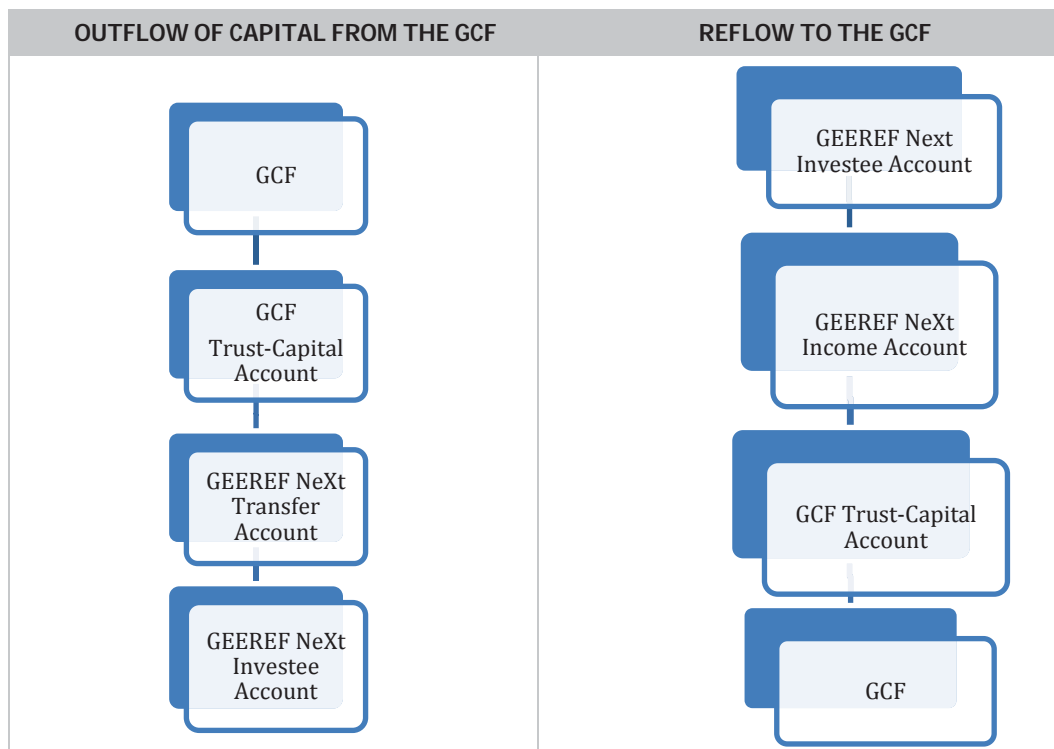 OUTFLOW OF CAPITAL FROM THE GCF
GCF
GCF
Trust-Capital
Account
GEEREF NeXt
Transfer
Account
GEEREF NeXt
Investee
Account
REFLOW TO THE GCF
GEEREF Next
Investee Account
GEEREF NeXt
Income Account
GCF Trust-Capital
Account
GCF